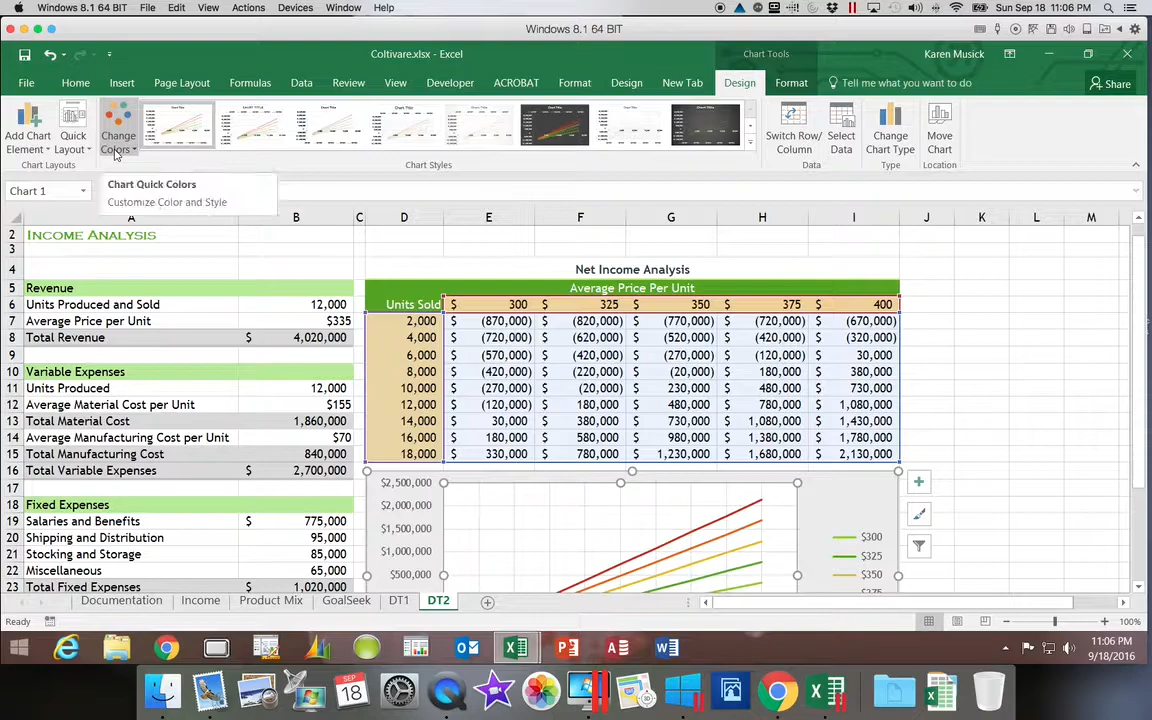 Windows 8.1 64 BIT File Edit View Actions Devices Window Help Sun Sep 18 11:06 PM
Windows 8.1 64 BIT
Coltivare.xlsx - Excel Chart Tools Karen Musick
File Home Insert Page Layout Formulas Data Review View Developer ACROBAT Format Design New Tab Design Format Tell me what you want to do Share
Add Chart Element Quick Layout Change Colors Switch Row/ Column Select Data Change Chart Type Move Chart
Chart Layouts Chart Styles Data Type Location
Chart 1
Chart Quick Colors
Customize Color and Style
A B C D E F G H I J K L M
2 INCOME ANALYSIS
3
4 Net Income Analysis
5 Revenue Average Price Per Unit
6 Units Produced and Sold 12,000 Units Sold $ 300 $ 325 $ 350 $ 375 $ 400
7 Average Price per Unit $335 2,000 $ (870,000) $ (820,000) $ (770,000) $ (720,000) $ (670,000)
8 Total Revenue $ 4,020,000 4,000 $ (720,000) $ (620,000) $ (520,000) $ (420,000) $ (320,000)
9 6,000 $ (570,000) $ (420,000) $ (270,000) $ (120,000) $ 30,000
10 Variable Expenses 8,000 $ (420,000) $ (220,000) $ (20,000) $ 180,000 $ 380,000
11 Units Produced 12,000 10,000 $ (270,000) $ (20,000) $ 230,000 $ 480,000 $ 730,000
12 Average Material Cost per Unit $155 12,000 $ (120,000) $ 180,000 $ 480,000 $ 780,000 $ 1,080,000
13 Total Material Cost 1,860,000 14,000 $ 30,000 $ 380,000 $ 730,000 $ 1,080,000 $ 1,430,000
14 Average Manufacturing Cost per Unit $70 16,000 $ 180,000 $ 580,000 $ 980,000 $ 1,380,000 $ 1,780,000
15 Total Manufacturing Cost 840,000 18,000 $ 330,000 $ 780,000 $ 1,230,000 $ 1,680,000 $ 2,130,000
16 Total Variable Expenses $ 2,700,000
17 $2,500,000
18 Fixed Expenses $2,000,000
19 Salaries and Benefits $ 775,000 $1,500,000
20 Shipping and Distribution 95,000 $300
21 Stocking and Storage 85,000 $1,000,000 $325
22 Miscellaneous 65,000 $500,000 $350
23 Total Fixed Expenses $ 1,020,000
Documentation Income Product Mix GoalSeek DT1 DT2
Ready 100%
11:06 PM
9/18/2016
SEP
18